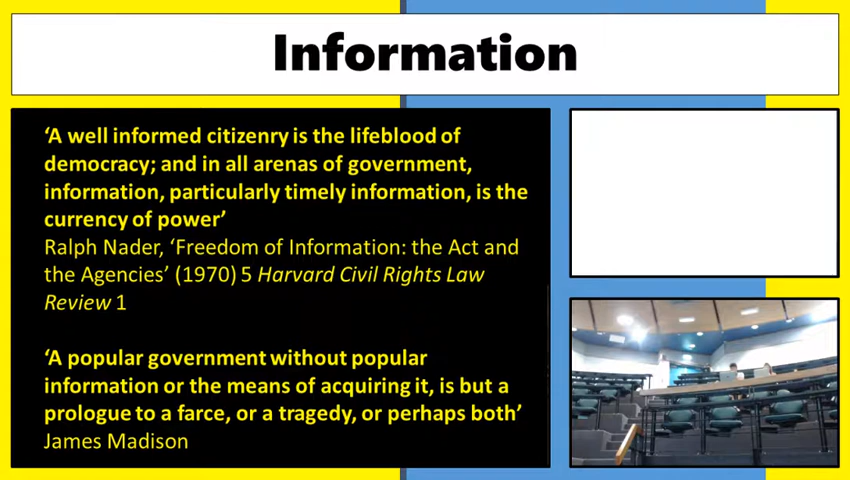 Information
‘A well informed citizenry is the lifeblood of
democracy; and in all arenas of government,
information, particularly timely information, is the
currency of power’
Ralph Nader, ‘Freedom of Information: the Act and
the Agencies’ (1970) 5 Harvard Civil Rights Law
Review 1
‘A popular government without popular
information or the means of acquiring it, is but a
prologue to a farce, or a tragedy, or perhaps both’
James Madison